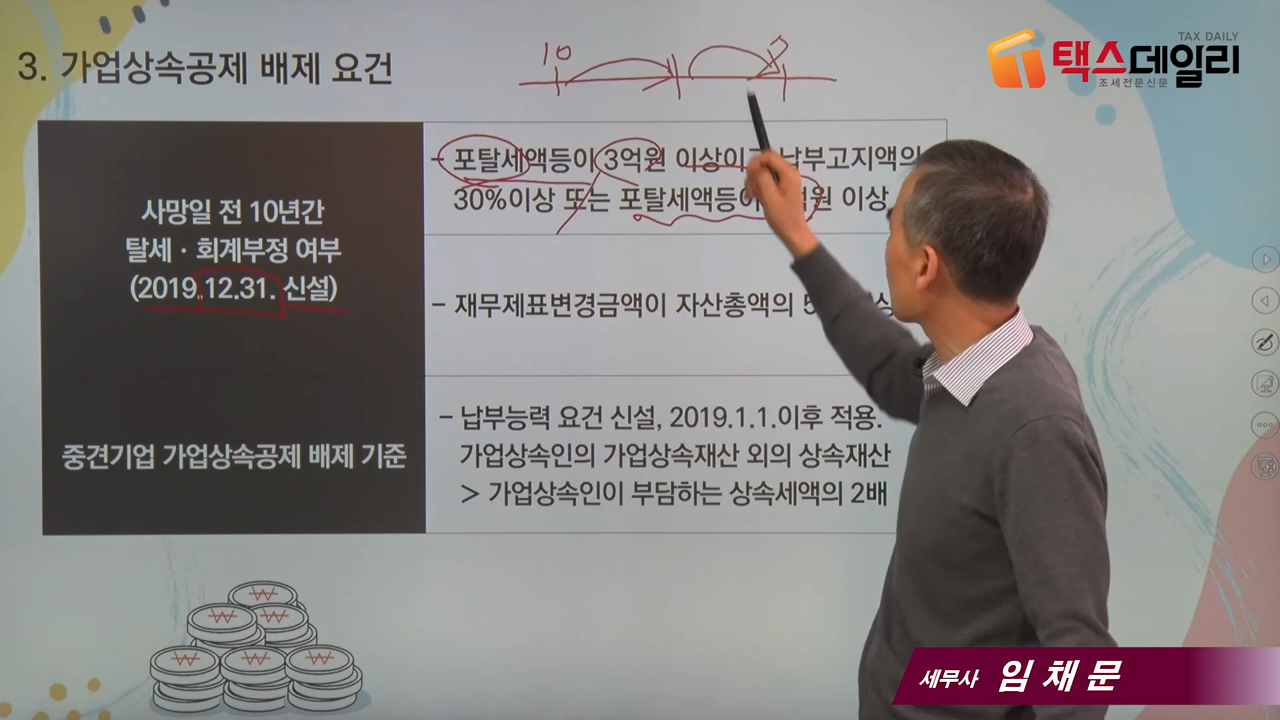 TAX DAILY
택스데일리
조세전문신문
3. 가업상속공제 배제 요건
10
사망일 전 10년간
탈세 · 회계부정 여부
(2019.12.31. 신설)
- 포탈세액등이 3억원 이상이고 납부고지액의
30%이상 또는 포탈세액등이 억원 이상
- 재무제표변경금액이 자산총액의
중견기업 가업상속공제 배제 기준
- 납부능력 요건 신설, 2019.1.1.이후 적용.
가업상속인의 가업상속재산 외의 상속재산
> 가업상속인이 부담하는 상속세액의 2배
₩
₩ ₩
₩ ₩ ₩
세무사 임채문